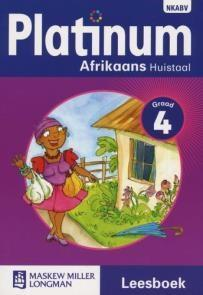 NKABV
Platinum
Afrikaans Huistaal
Graad
4
MASKEW MILLER
LONGMAN
Leesboek